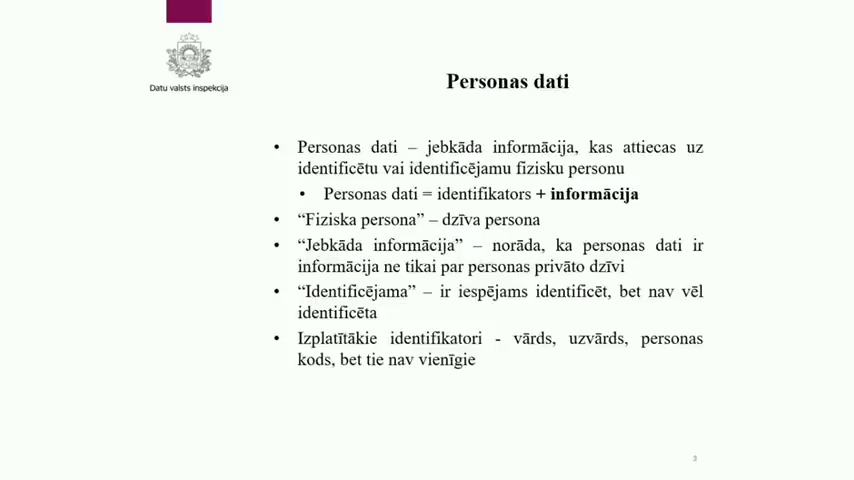 Datu valsts inspekcija
Personas dati
• Personas dati – jebkāda informācija, kas attiecas uz
identificētu vai identificējamu fizisku personu
• Personas dati = identifikators + informācija
• “Fiziska persona” – dzīva persona
• “Jebkāda informācija” – norāda, ka personas dati ir
informācija ne tikai par personas privāto dzīvi
• “Identificējama” – ir iespējams identificēt, bet nav vēl
identificēta
• Izplatītākie identifikatori - vārds, uzvārds, personas
kods, bet tie nav vienīgie
3